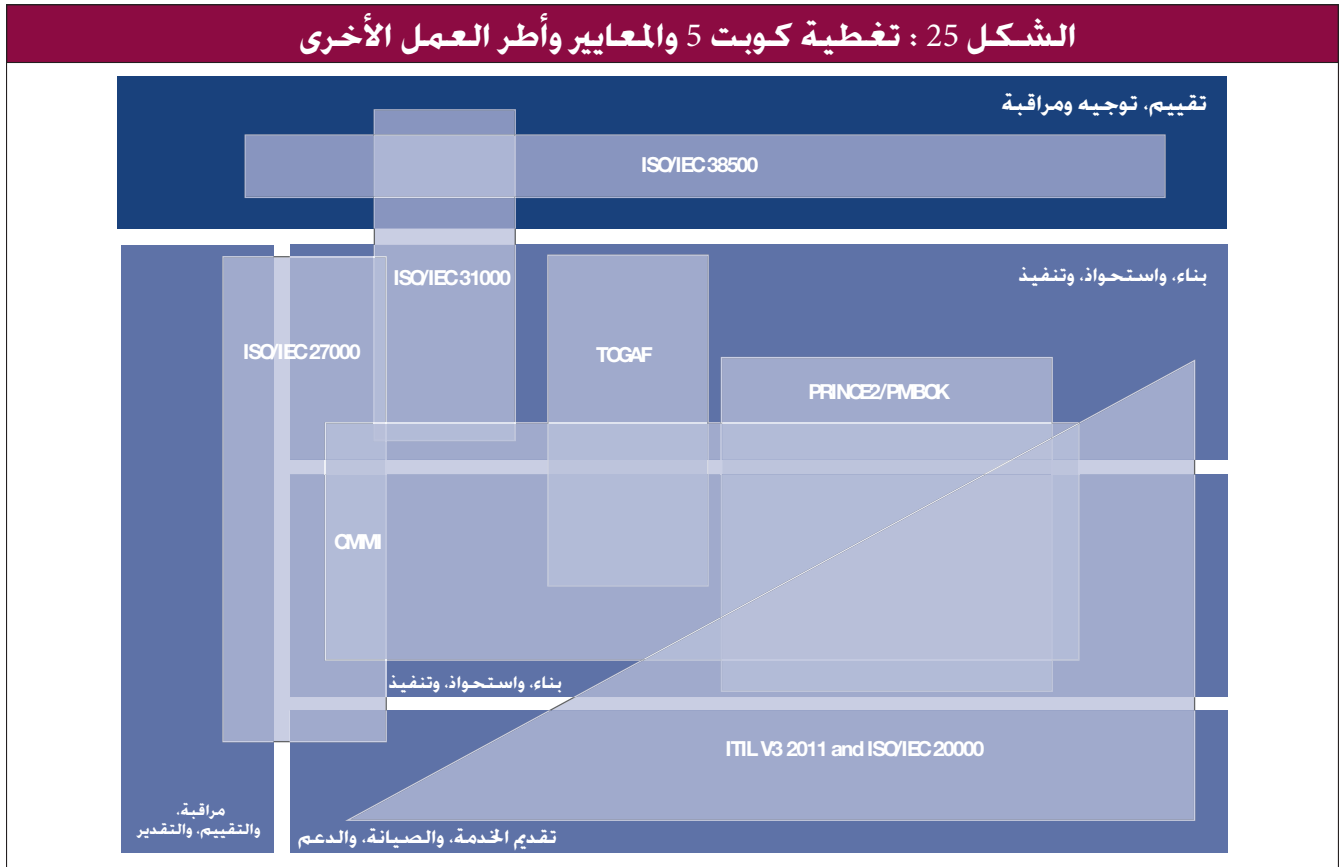 الشكل 25 : تغطية كوبت 5 والمعايير وأطر العمل الأخرى
تقييم، توجيه ومراقبة
ISO/IEC 38500
بناء، واستحواذ، وتنفيذ
ISO/IEC 31000
ISO/IEC 27000
TOGAF
PRINCE2/PMBOK
CMMI
بناء، واستحواذ، وتنفيذ
ITIL V3 2011 and ISO/IEC 20000
مراقبة،
والتقييم، والتقدير
تقديم الخدمة، والصيانة، والدعم